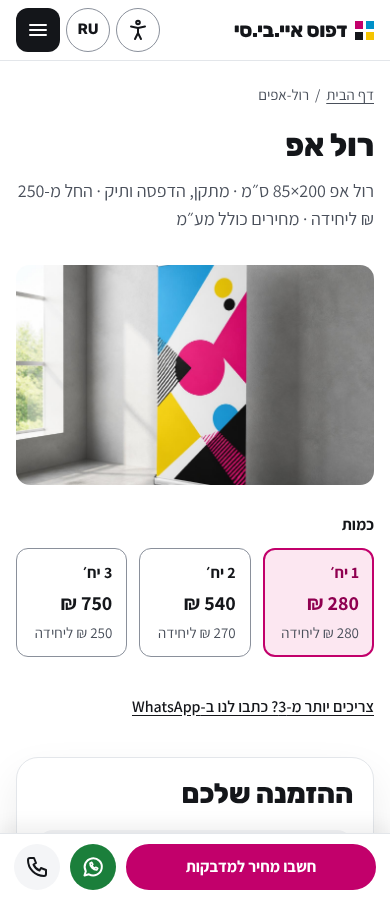 דפוס איי.בי.סי
RU
דף הבית / רול-אפים
רול אפ
רול אפ 200×85 ס״מ · מתקן, הדפסה ותיק · החל מ-250
₪ ליחידה · מחירים כולל מע״מ
כמות
1 יח׳
280 ₪
280 ₪ ליחידה
2 יח׳
540 ₪
270 ₪ ליחידה
3 יח׳
750 ₪
250 ₪ ליחידה
צריכים יותר מ-3? כתבו לנו ב-WhatsApp
ההזמנה שלכם
חשבו מחיר למדבקות